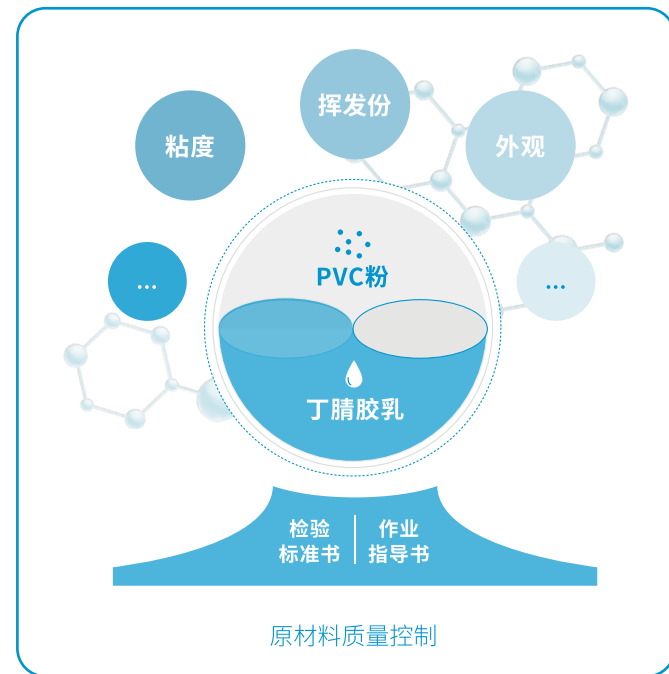 挥发份
粘度
外观
...
...
PVC粉
丁腈胶乳
检验
标准书
作业
指导书
原材料质量控制